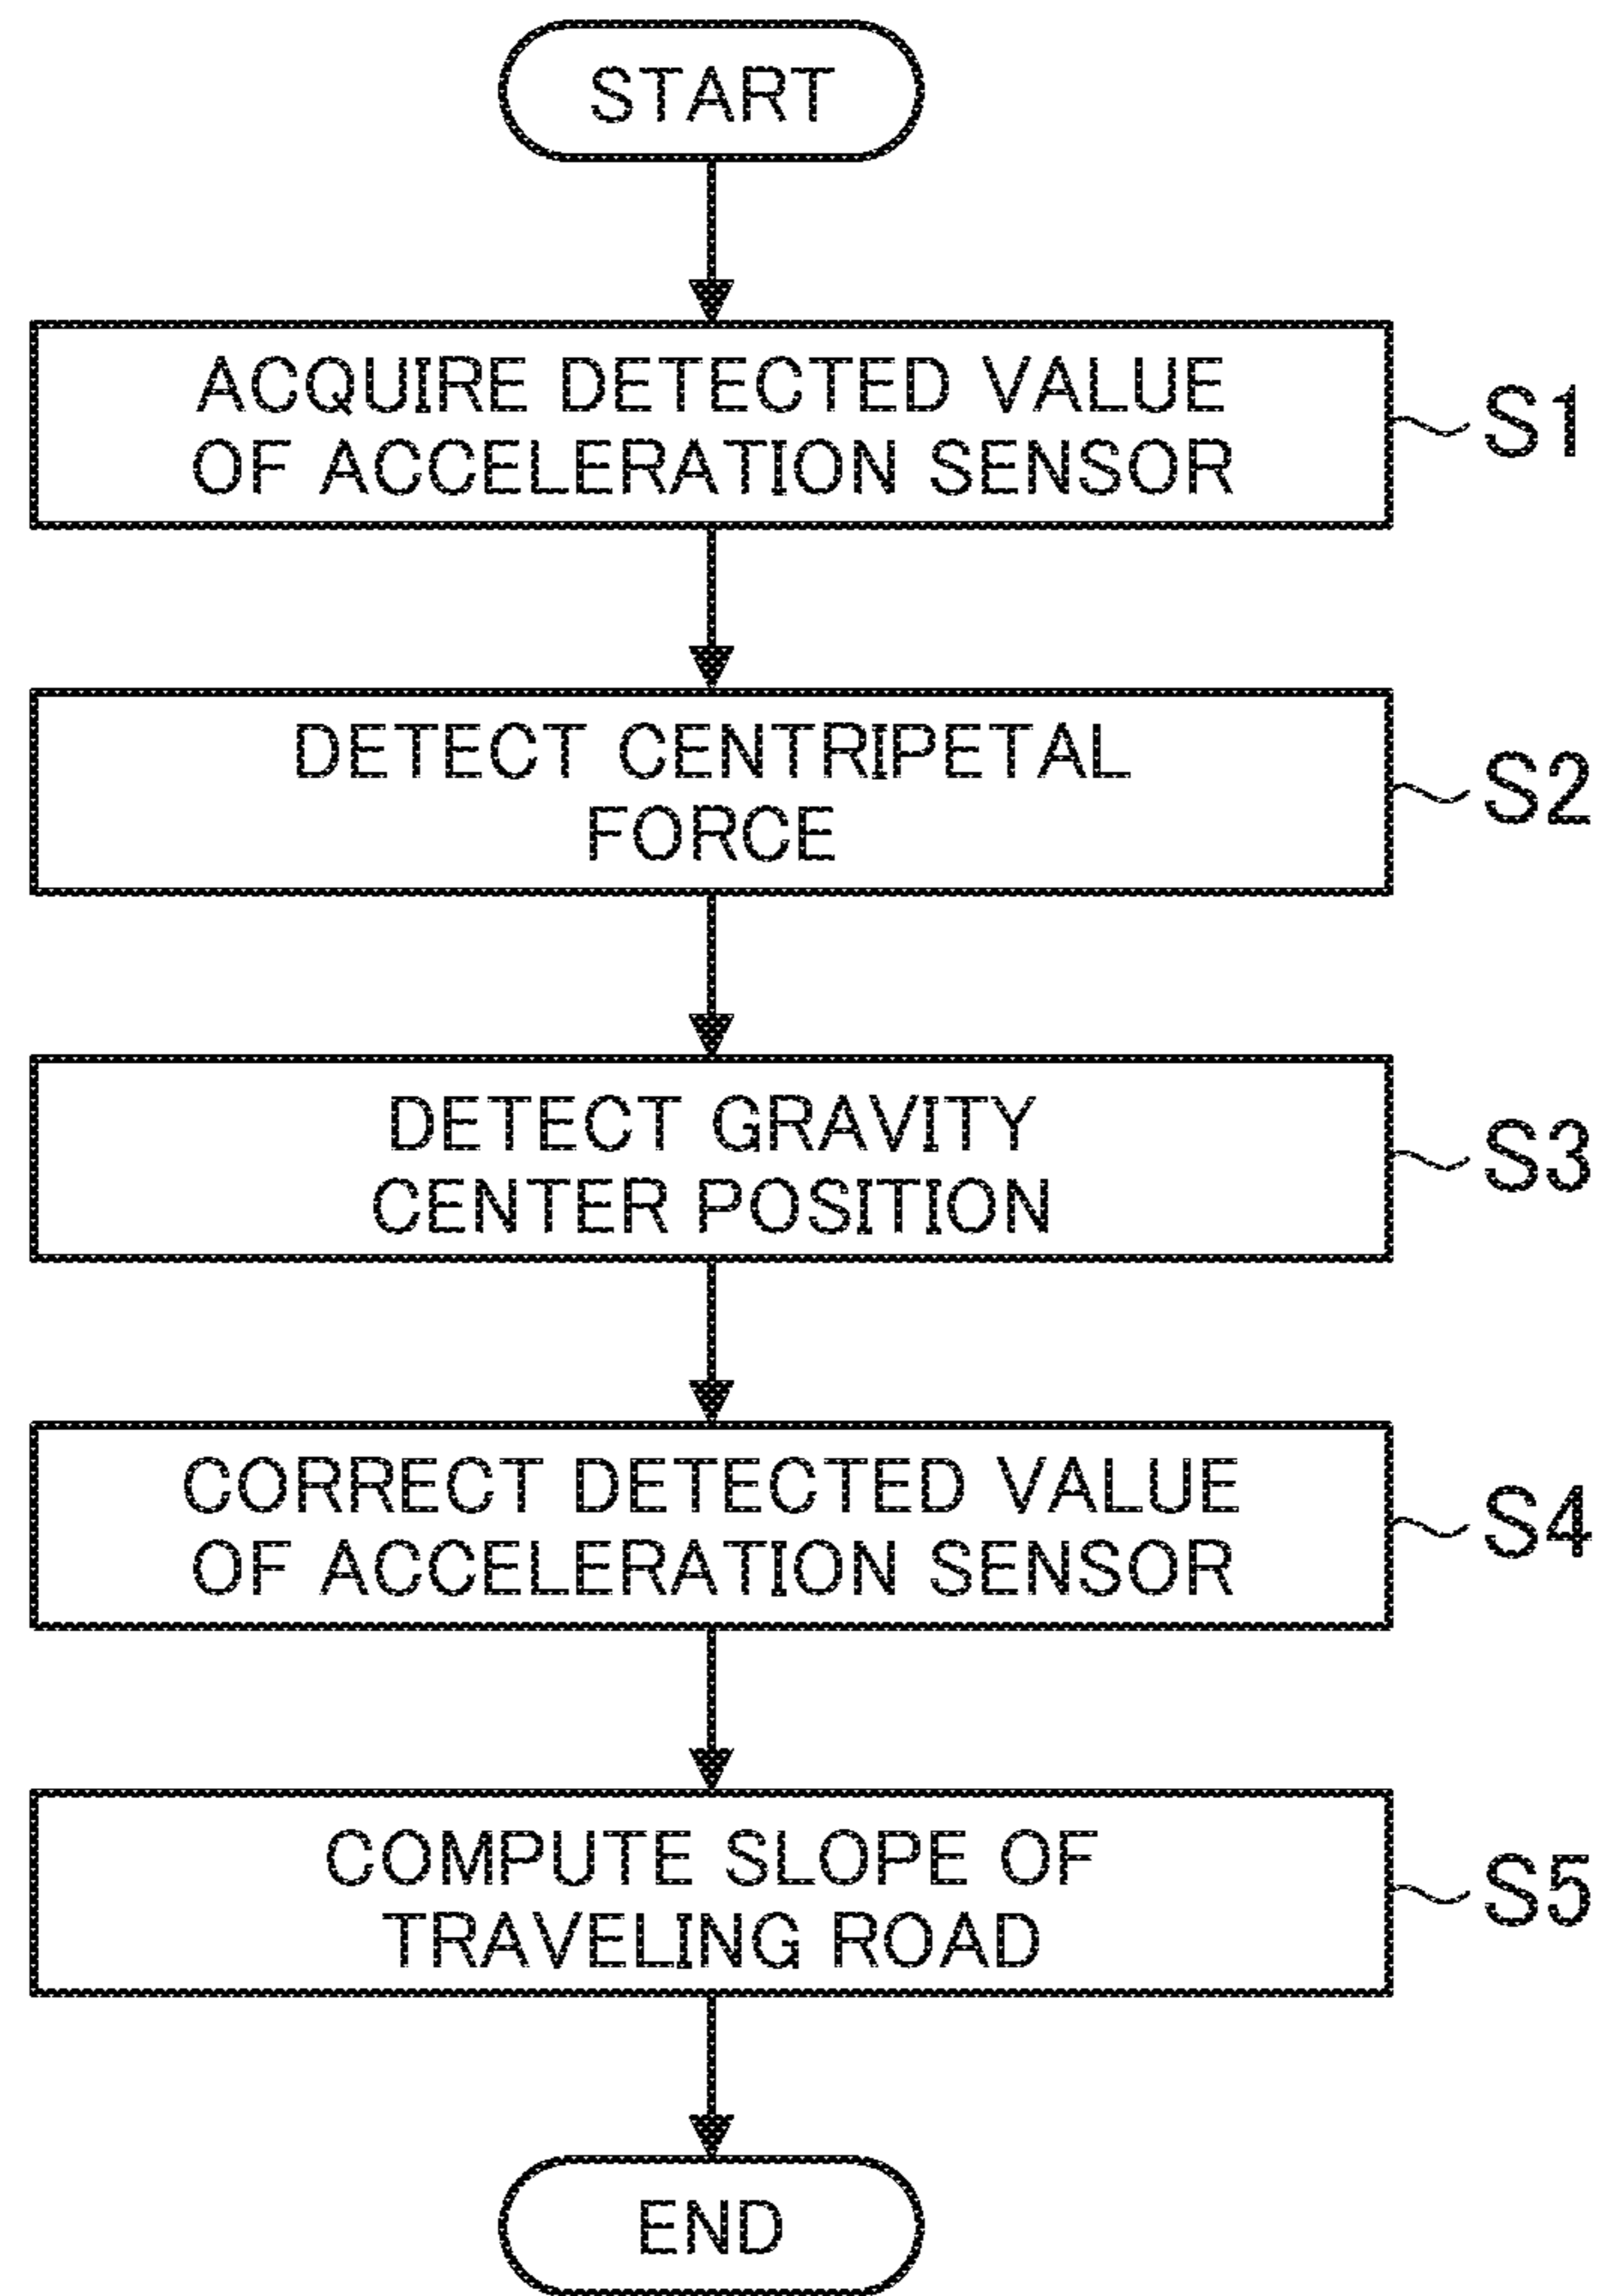 START
ACQUIRE DETECTED VALUE
OF ACCELERATION SENSOR
S1
DETECT CENTRIPETAL
FORCE
S2
DETECT GRAVITY
CENTER POSITION
S3
CORRECT DETECTED VALUE
OF ACCELERATION SENSOR
S4
COMPUTE SLOPE OF
TRAVELING ROAD
S5
END